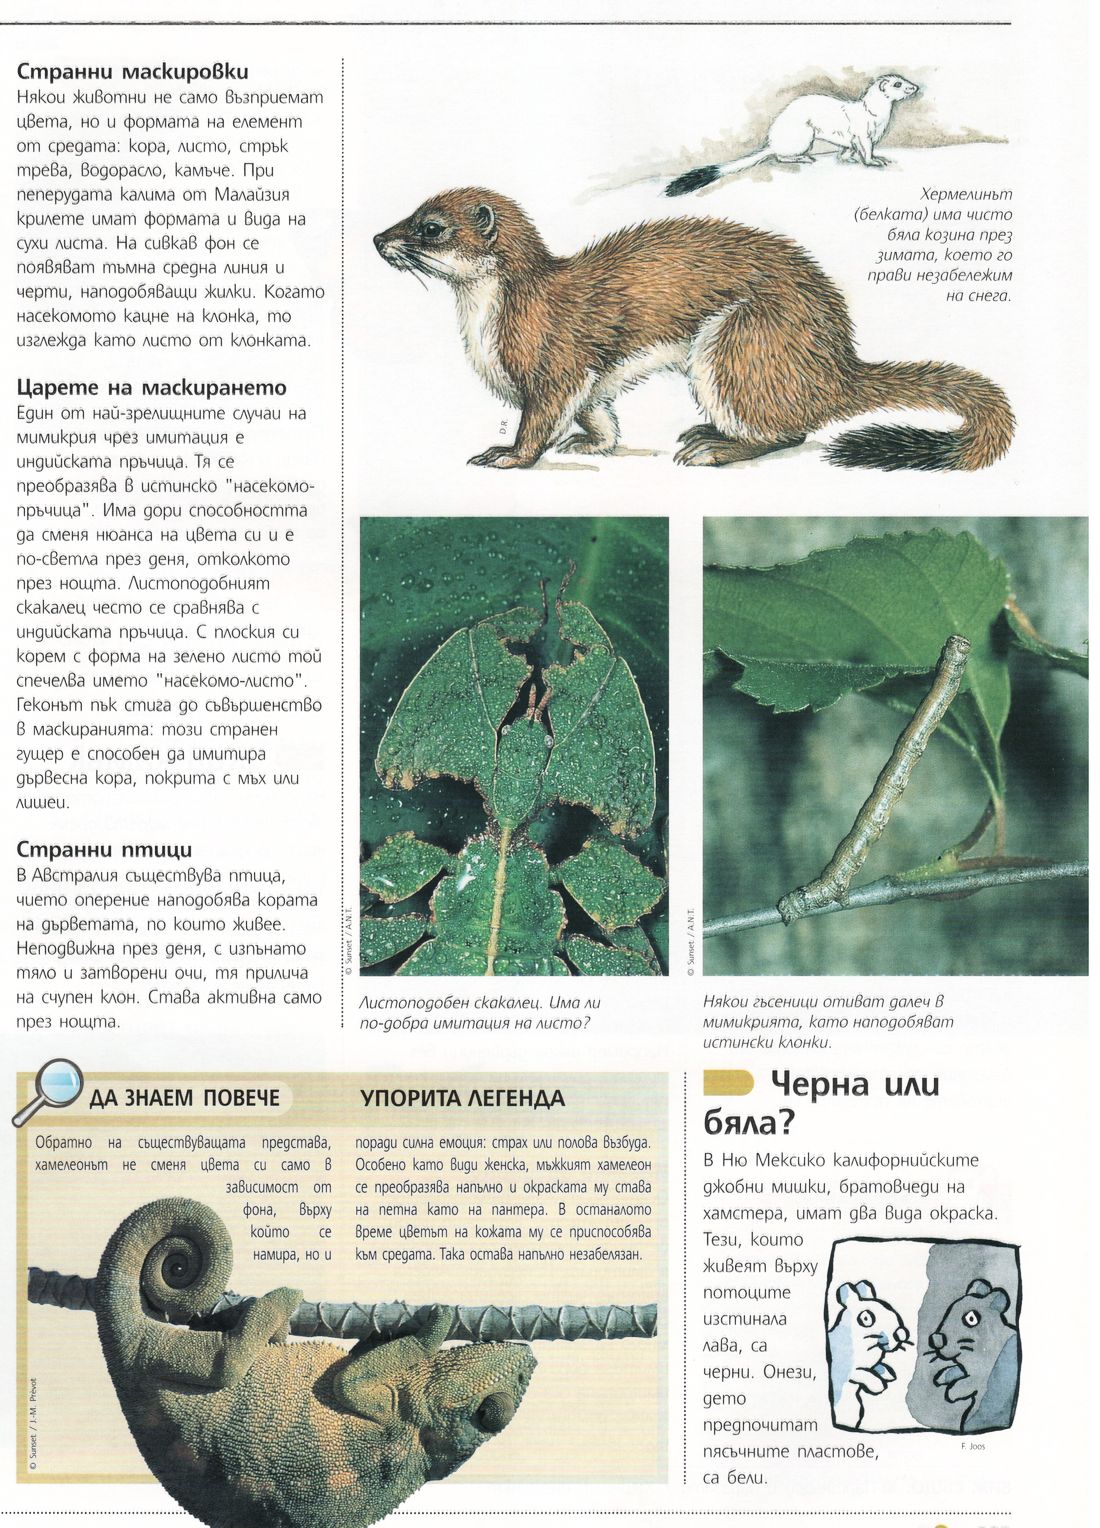 Странни маскировки
Някои животни не само възприемат
цвета, но и формата на елемент
от средата: кора, листо, стрък
трева, водорасло, камъче. При
пеперудата калима от Малайзия
крилете имат формата и вида на
сухи листа. На сивкав фон се
появяват тъмна средна линия и
черти, наподобяващи жилки. Когато
насекомото кацне на клонка, то
изглежда като листо от клонката.
Царете на маскирането
Един от най-зрелищните случаи на
мимикрия чрез имитация е
индийската пръчица. Тя се
преобразява в истинско "насекомо-
пръчица". Има дори способността
да сменя нюанса на цвета си и е
по-светла през деня, отколкото
през нощта. Листоподобният
скакалец често се сравнява с
индийската пръчица. С плоския си
корем с форма на зелено листо той
спечелва името "насекомо-листо".
Геконът пък стига до съвършенство
в маскиранията: този странен
гущер е способен да имитира
дървесна кора, покрита с мъх или
лишеи.
Странни птици
В Австралия съществува птица,
чието оперение наподобява кората
на дърветата, по които живее.
Неподвижна през деня, с изпънато
тяло и затворени очи, тя прилича
на счупен клон. Става активна само
през нощта.
Хермелинът
(белката) има чисто
бяла козина през
зимата, което го
прави незабележим
на снега.
D.R.
© Sunset / A.N.T.
Листоподобен скакалец. Има ли
по-добра имитация на листо?
© Sunset / A.N.T.
Някои гъсеници отиват далеч в
мимикрията, като наподобяват
истински клонки.
ДА ЗНАЕМ ПОВЕЧЕ
УПОРИТА ЛЕГЕНДА
Обратно на съществуващата представа,
хамелеонът не сменя цвета си само в
зависимост от
фона, върху
който се
намира, но и
поради силна емоция: страх или полова възбуда.
Особено като види женска, мъжкият хамелеон
се преобразява напълно и окраската му става
на петна като на пантера. В останалото
време цветът на кожата му се приспособява
към средата. Така остава напълно незабелязан.
© Sunset / J.-M. Prévot
Черна или
бяла?
В Ню Мексико калифорнийските
джобни мишки, братовчеди на
хамстера, имат два вида окраска.
Тези, които
живеят върху
потоците
изстинала
лава, са
черни. Онези,
дето
предпочитат
пясъчните пластове,
са бели.
F. Joos